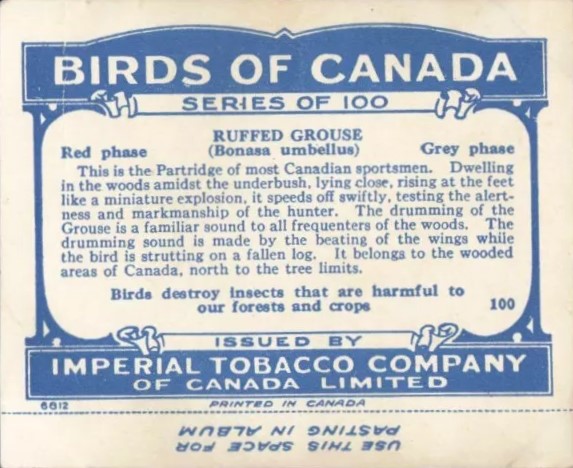 BIRDS OF CANADA
SERIES OF 100
RUFFED GROUSE
Red phase (Bonasa umbellus) Grey phase
This is the Partridge of most Canadian sportsmen. Dwelling
in the woods amidst the underbush, lying close, rising at the feet
like a miniature explosion, it speeds off swiftly, testing the alert-
ness and markmanship of the hunter. The drumming of the
Grouse is a familiar sound to all frequenters of the woods. The
drumming sound is made by the beating of the wings while
the bird is strutting on a fallen log. It belongs to the wooded
areas of Canada, north to the tree limits.
Birds destroy insects that are harmful to
our forests and crops 100
ISSUED BY
IMPERIAL TOBACCO COMPANY
OF CANADA LIMITED
6612 PRINTED IN CANADA
USE THIS SPACE FOR
PASTING IN ALBUM